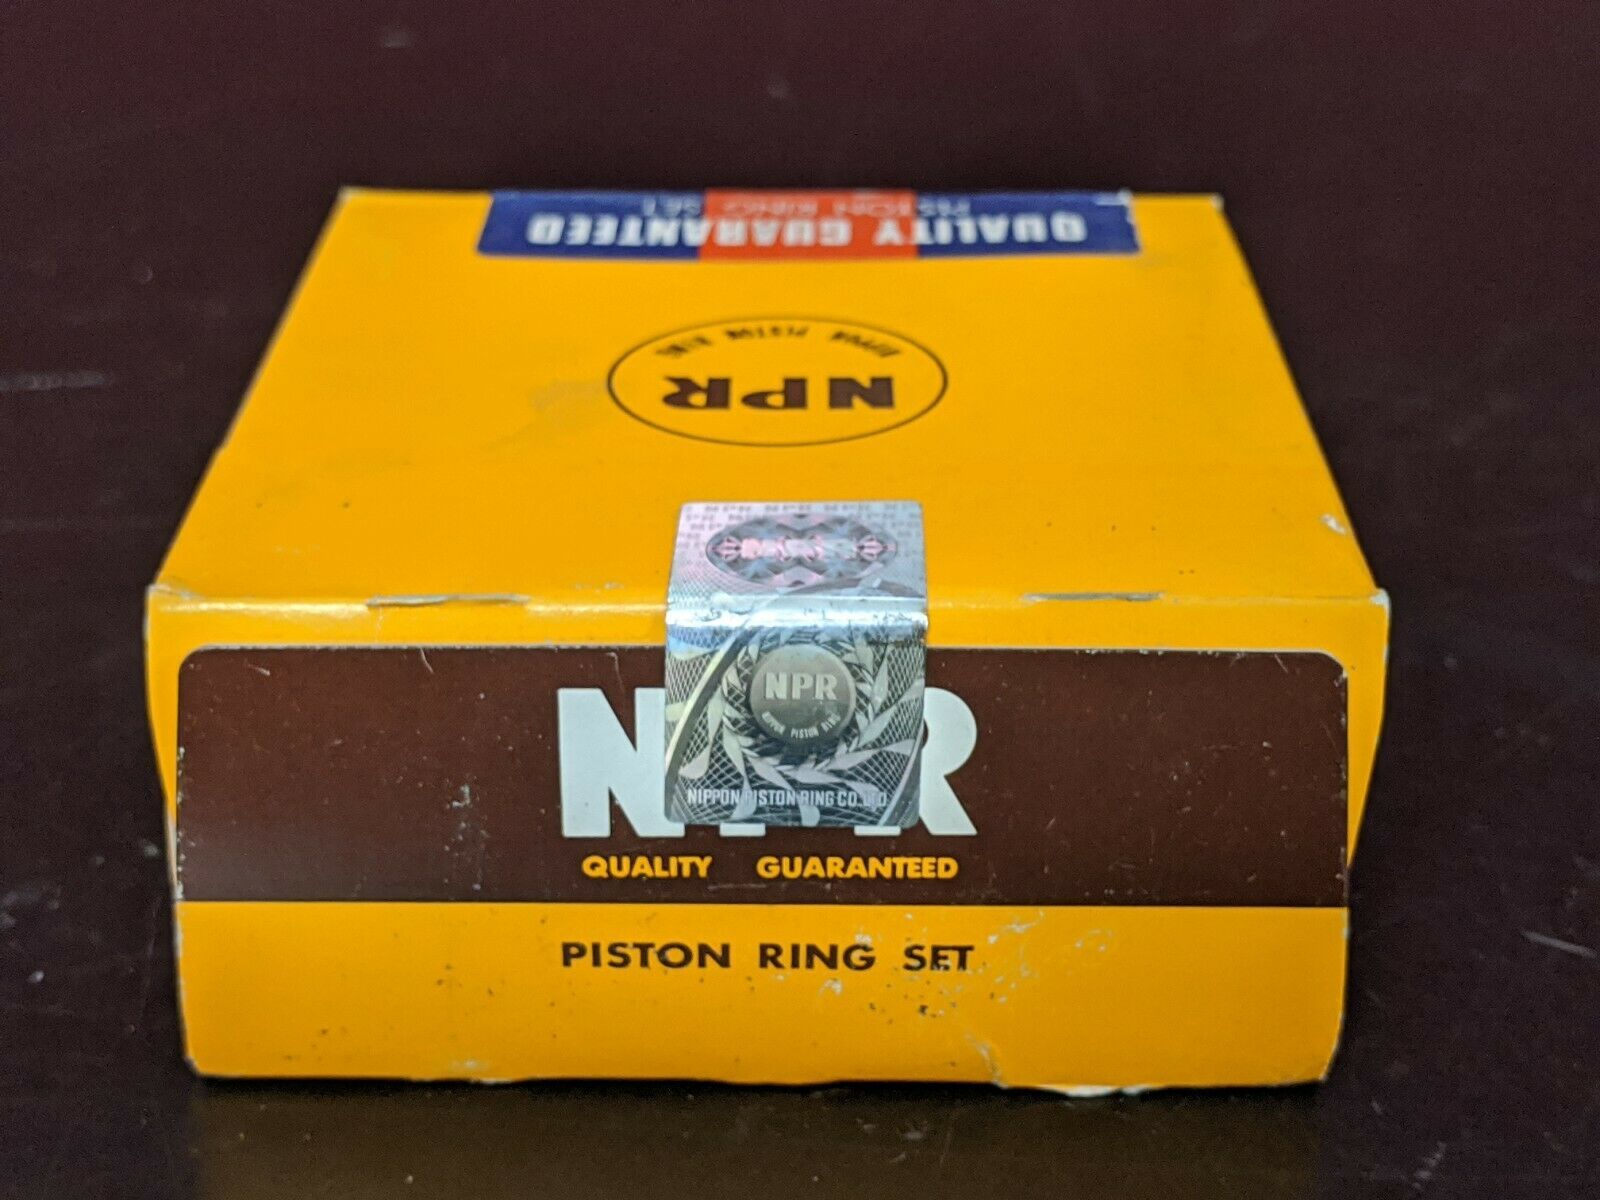 QUALITY GUARANTEED
PISTON RING SET
NPR
NIPPON PISTON RING
NPR
NIPPON PISTON RING
NIPPON PISTON RING CO., LTD.
NPR
QUALITY GUARANTEED
PISTON RING SET